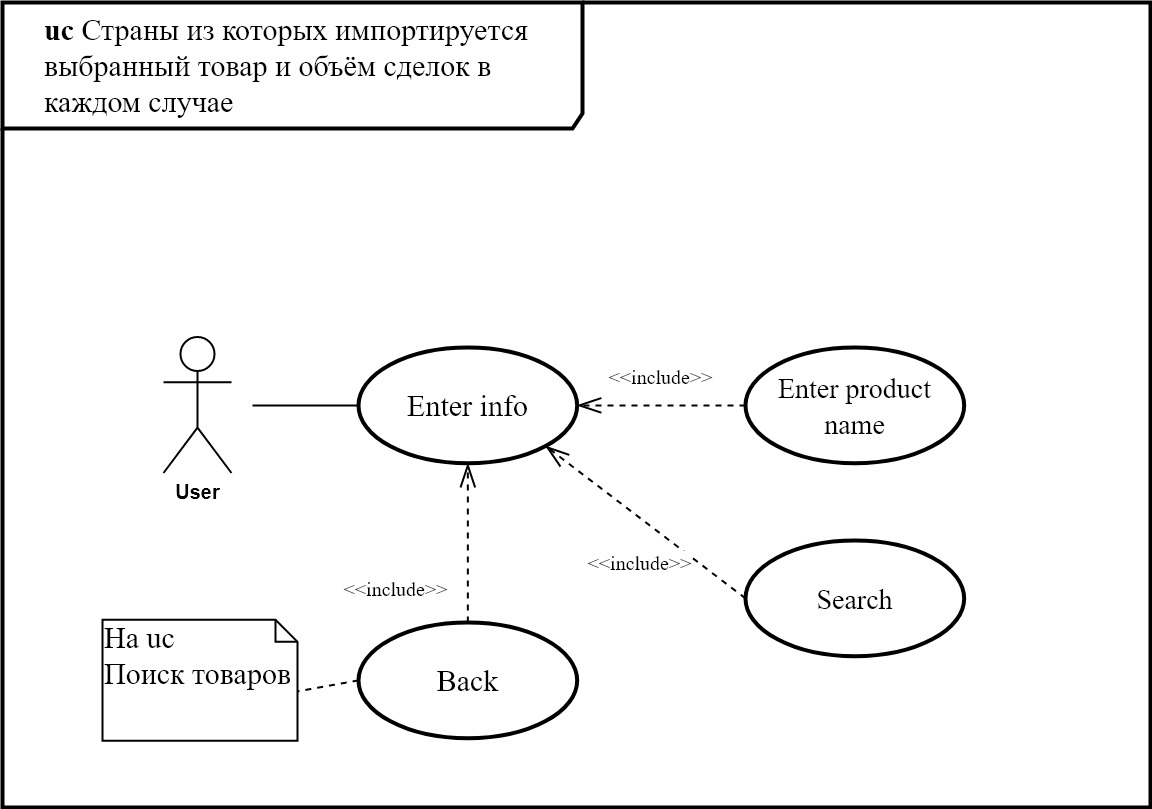 uc Страны из которых импортируется
выбранный товар и объём сделок в
каждом случае
User
Enter info
<<include>>
Enter product
name
<<include>>
Search
<<include>>
Back
На uc
Поиск товаров